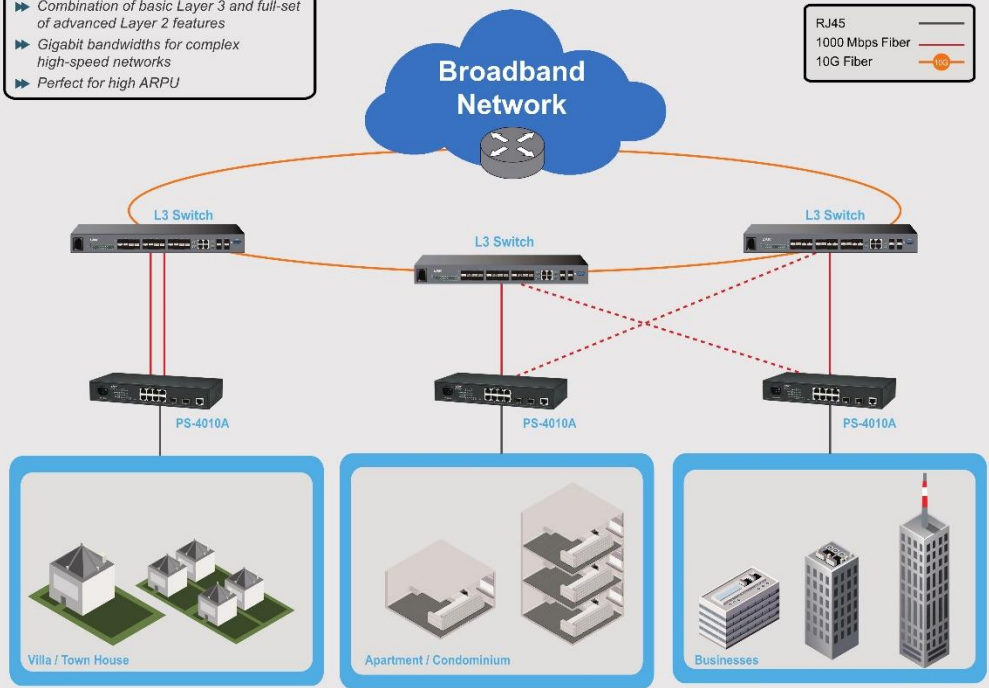 Combination of basic Layer 3 and full-set
of advanced Layer 2 features
Gigabit bandwidths for complex
high-speed networks
Perfect for high ARPU
RJ45
1000 Mbps Fiber
10G Fiber
10G
Broadband
Network
L3 Switch
L3 Switch
L3 Switch
PS-4010A
PS-4010A
PS-4010A
Villa / Town House
Apartment / Condominium
Businesses